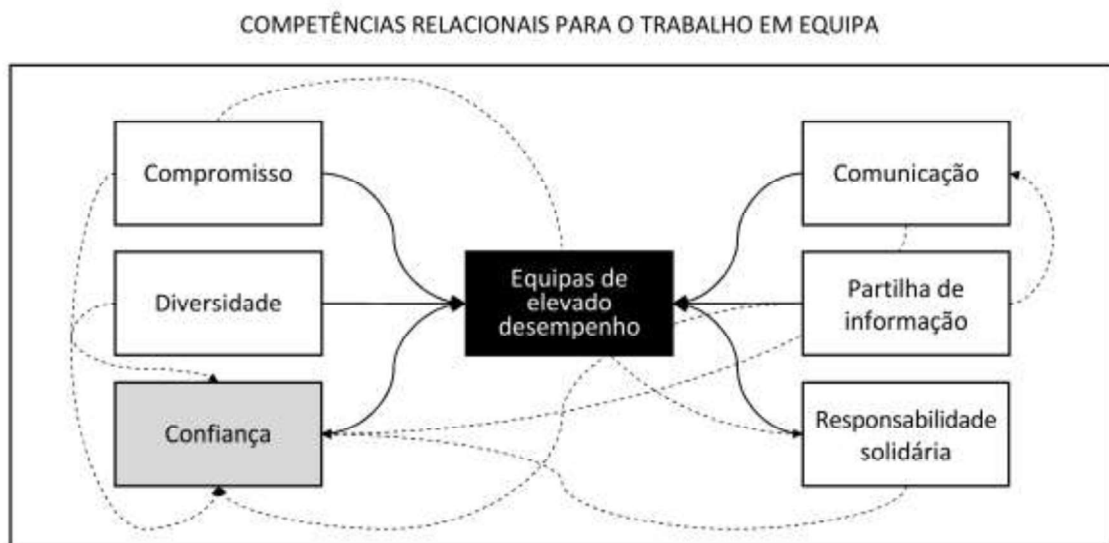 COMPETÊNCIAS RELACIONAIS PARA O TRABALHO EM EQUIPA
Compromisso
Diversidade
Confiança
Equipas de
elevado
desempenho
Comunicação
Partilha de
informação
Responsabilidade
solidária